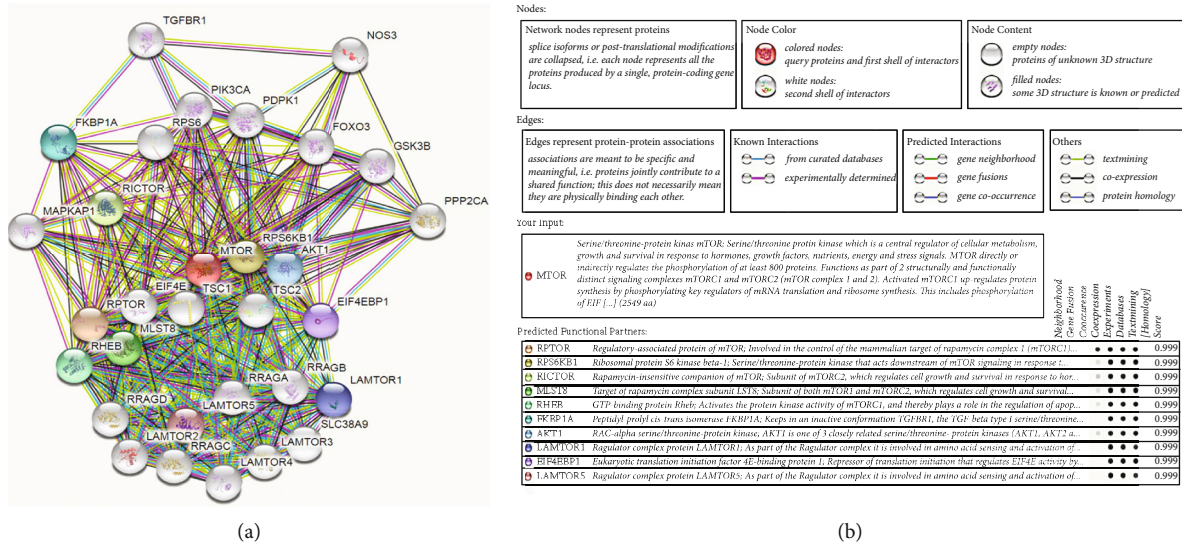 TGFBR1
NOS3
PIK3CA
PDPK1
FKBP1A
RPS6
FOXO3
GSK3B
RICTOR
MAPKAP1
PPP2CA
RPS6KB1
MTOR
AKT1
TSC1
TSC2
EIF4E
EIF4EBP1
RPTOR
MLST8
RHEB
RRAGB
RRAGA
LAMTOR1
RRAGD
LAMTOR5
SLC38A9
LAMTOR2
LAMTOR3
RRAGC
LAMTOR4
(a)
Nodes:
Network nodes represent proteins
splice isoforms or post-translational modifications
are collapsed, i.e. each node represents all the
proteins produced by a single, protein-coding gene
locus.
Node Color
colored nodes:
query proteins and first shell of interactors
white nodes:
second shell of interactors
Node Content
empty nodes:
proteins of unknown 3D structure
filled nodes:
some 3D structure is known or predicted
Edges:
Edges represent protein-protein associations
associations are meant to be specific and
meaningful, i.e. proteins jointly contribute to a
shared function; this does not necessarily mean
they are physically binding each other.
Known Interactions
from curated databases
experimentally determined
Predicted Interactions
gene neighborhood
gene fusions
gene co-occurrence
Others
textmining
co-expression
protein homology
Your Input:
MTOR
Serine/threonine-protein kinas mTOR; Serine/threonine protin kinase which is a central regulator of cellular metabolism,
growth and survival in response to hormones, growth factors, nutrients, energy and stress signals. MTOR directly or
indirectly regulates the phosphorylation of at least 800 proteins. Functions as part of 2 structurally and functionally
distinct signaling complexes mTORC1 and mTORC2 (mTOR complex 1 and 2). Activated mTORC1 up-regulates protein
synthesis by phosphorylating key regulators of mRNA translation and ribosome synthesis. This includes phosphorylation
of EIF [...] (2549 aa)
Neighborhood
Gene Fusion
Cooccurence
Coexpression
Experiments
Databases
Textmining
[Homology]
Score
Predicted Functional Partners:
RPTOR Regulatory-associated protein of mTOR; Involved in the control of the mammalian target of rapamycin complex 1 (mTORC1)... 0.999
RPS6KB1 Ribosomal protein S6 kinase beta-1; Serine/threonine-protein kinase that acts downstream of mTOR signaling in response t.. 0.999
RICTOR Rapamycin-insensitive companion of mTOR; Subunit of mTORC2, which regulates cell growth and survival in response to hor... 0.999
MLST8 Target of rapamycin complex subunit LST8; Subunit of both mTOR1 and mTORC2, which regulates cell growth and survival... 0.999
RHEB GTP binding protein Rheb; Activates the protein kinase activity of mTORC1, and thereby plays a role in the regulation of apop... 0.999
FKBP1A Peptidyl prolyl cis trans isomerase FKBP1A; Keeps in an inactive conformation TGFBR1, the TGF beta type I serine/threonine... 0.999
AKT1 RAC-alpha serine/threonine-protein kinase, AKT1 is one of 3 closely related serine/threonine- protein kinases (AKT1, AKT2 a... 0.999
LAMTOR1 Ragulator complex protein LAMTOR1; As part of the Ragulator complex it is involved in amino acid sensing and activation of... 0.999
EIF4EBP1 Eukaryotic translation initiation factor 4E-binding protein 1; Repressor of translation initiation that regulates EIF4E activity by... 0.999
LAMTOR5 Ragulator complex protein LAMTOR5; As part of the Ragulator complex it is involved in amino acid sensing and activation of... 0.999
(b)